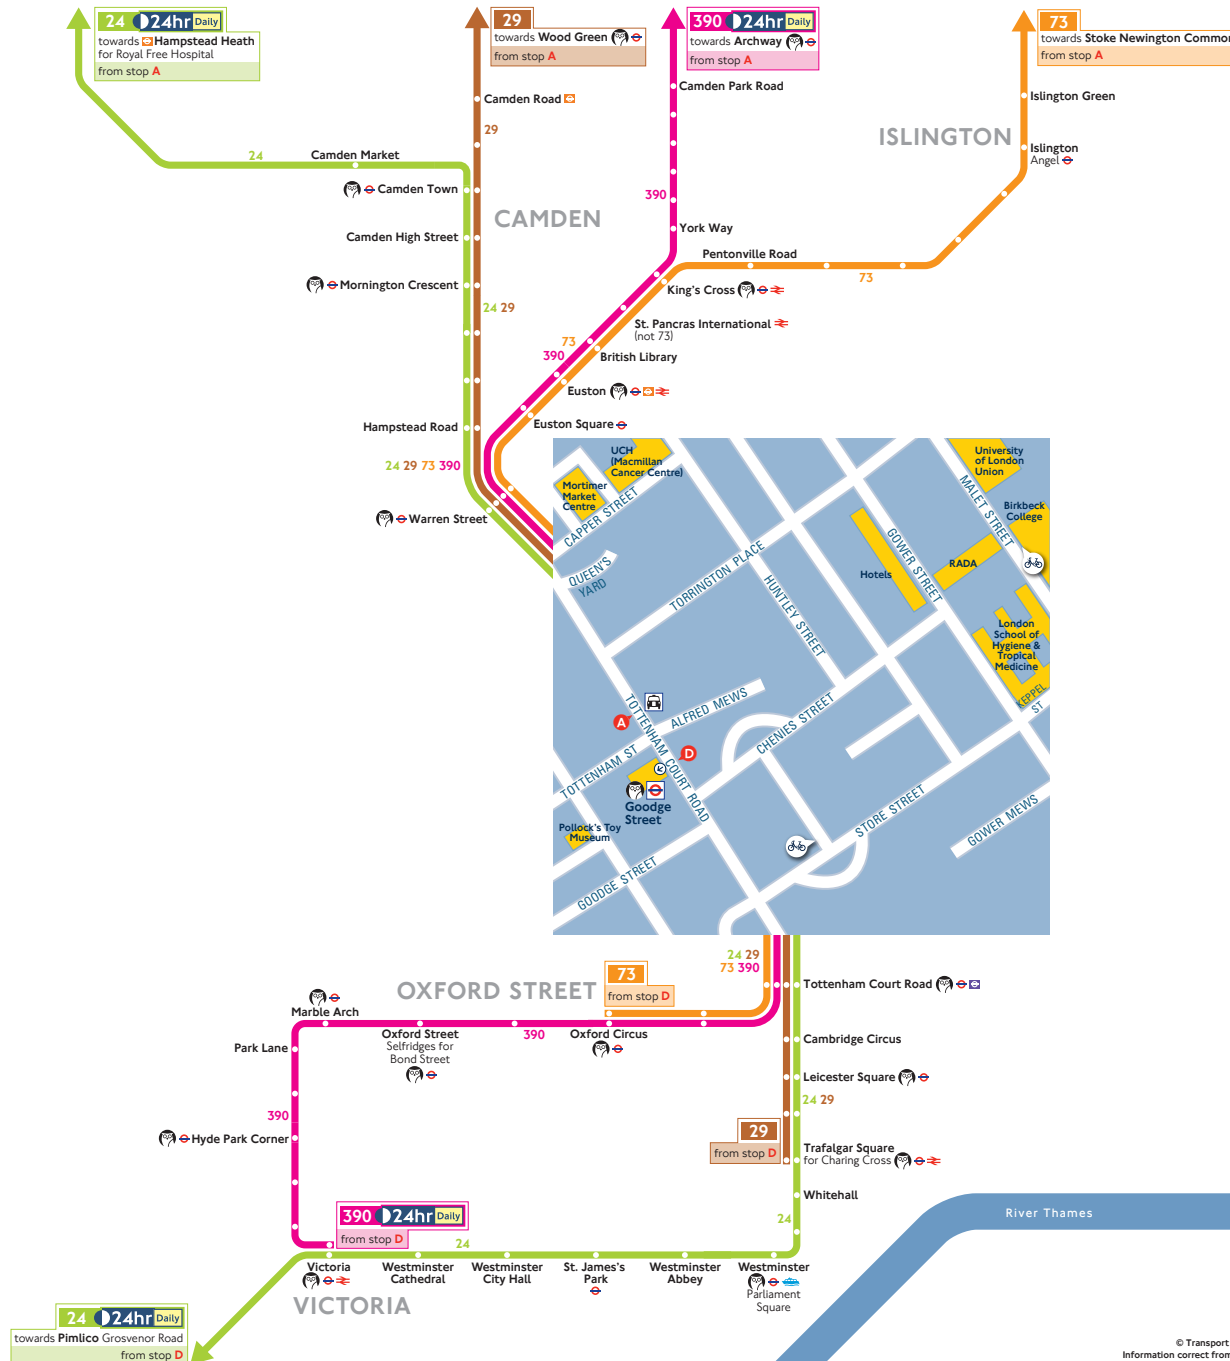 24 24hr Daily
towards Hampstead Heath
for Royal Free Hospital
from stop A
29
towards Wood Green
from stop A
390 24hr Daily
towards Archway
from stop A
73
towards Stoke Newington Common
from stop A
Camden Road
29
Camden Park Road
Islington Green
ISLINGTON
Islington
Angel
24
Camden Market
Camden Town
390
CAMDEN
York Way
Camden High Street
Pentonville Road
73
Mornington Crescent
King's Cross
24 29
St. Pancras International
(not 73)
73
390
British Library
Euston
Hampstead Road
Euston Square
24 29 73 390
Warren Street
UCH
(Macmillan
Cancer Centre)
Mortimer
Market
Centre
CAPPER STREET
QUEEN'S
YARD
TORRINGTON PLACE
HUNTLEY STREET
GOWER STREET
MALET STREET
University
of London
Union
Birkbeck
College
Hotels
RADA
London
School of
Hygiene &
Tropical
Medicine
KEPPEL
ST
TOTTENHAM COURT ROAD
ALFRED MEWS
A
D
TOTTENHAM ST
CHENIES STREET
Goodge
Street
Pollock's Toy
Museum
GOODGE STREET
STORE STREET
GOWER MEWS
24 29
73 390
73
from stop D
OXFORD STREET
Tottenham Court Road
Marble Arch
Oxford Street
Selfridges for
Bond Street
390
Oxford Circus
Park Lane
Cambridge Circus
Leicester Square
24 29
390
Hyde Park Corner
29
from stop D
Trafalgar Square
for Charing Cross
Whitehall
24
River Thames
390 24hr Daily
from stop D
24
Victoria
Westminster
Cathedral
Westminster
City Hall
St. James's
Park
Westminster
Abbey
Westminster
Parliament
Square
VICTORIA
24 24hr Daily
towards Pimlico Grosvenor Road
from stop D
© Transport
Information correct from